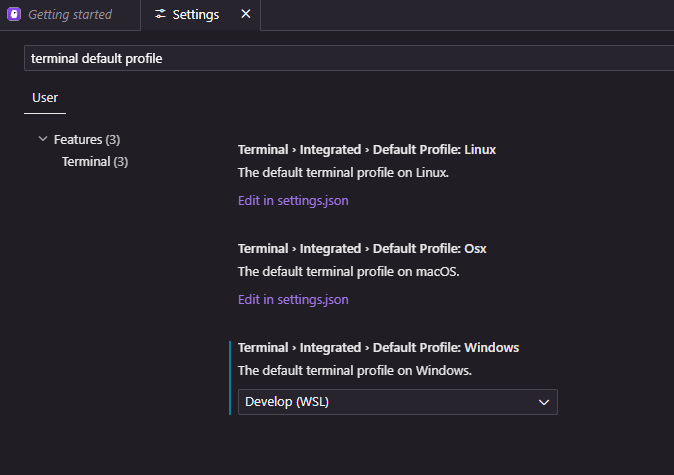 Getting started
Settings
terminal default profile
User
Features (3)
Terminal (3)
Terminal › Integrated › Default Profile: Linux
The default terminal profile on Linux.
Edit in settings.json
Terminal › Integrated › Default Profile: Osx
The default terminal profile on macOS.
Edit in settings.json
Terminal › Integrated › Default Profile: Windows
The default terminal profile on Windows.
Develop (WSL)